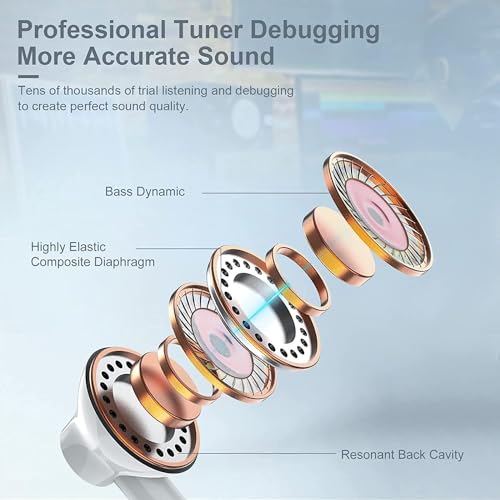 Professional Tuner Debugging
More Accurate Sound
Tens of thousands of trial listening and debugging
to create perfect sound quality.
Bass Dynamic
Highly Elastic
Composite Diaphragm
Resonant Back Cavity